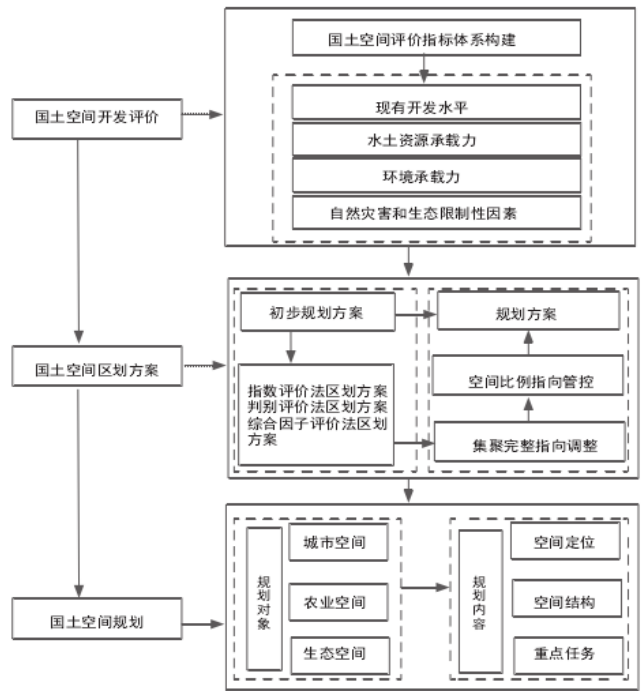 国土空间评价指标体系构建
国土空间开发评价
现有开发水平
水土资源承载力
环境承载力
自然灾害和生态限制性因素
国土空间区划方案
初步规划方案
规划方案
指数评价法区划方案
判别评价法区划方案
综合因子评价法区划
方案
空间比例指向管控
集聚完整指向调整
国土空间规划
规划对象
城市空间
农业空间
生态空间
规划内容
空间定位
空间结构
重点任务